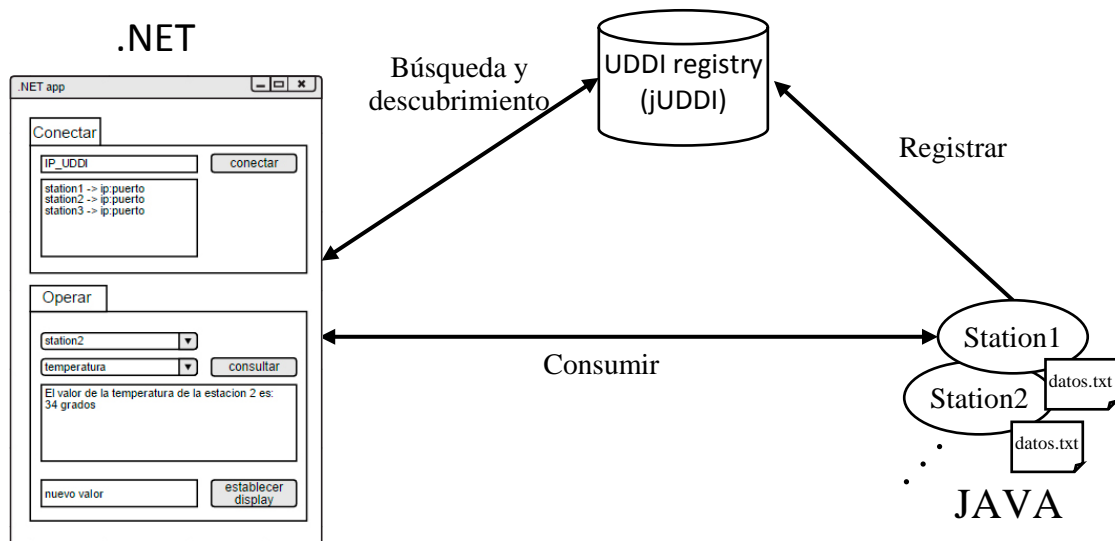 .NET
.NET app
Conectar
IP_UDDI
conectar
station1 -> ip:puerto
station2 -> ip:puerto
station3 -> ip:puerto
Operar
station2
temperatura
consultar
El valor de la temperatura de la estacion 2 es:
34 grados
nuevo valor
establecer
display
Búsqueda y
descubrimiento
UDDI registry
(jUDDI)
Registrar
Consumir
Station1
datos.txt
Station2
datos.txt
JAVA